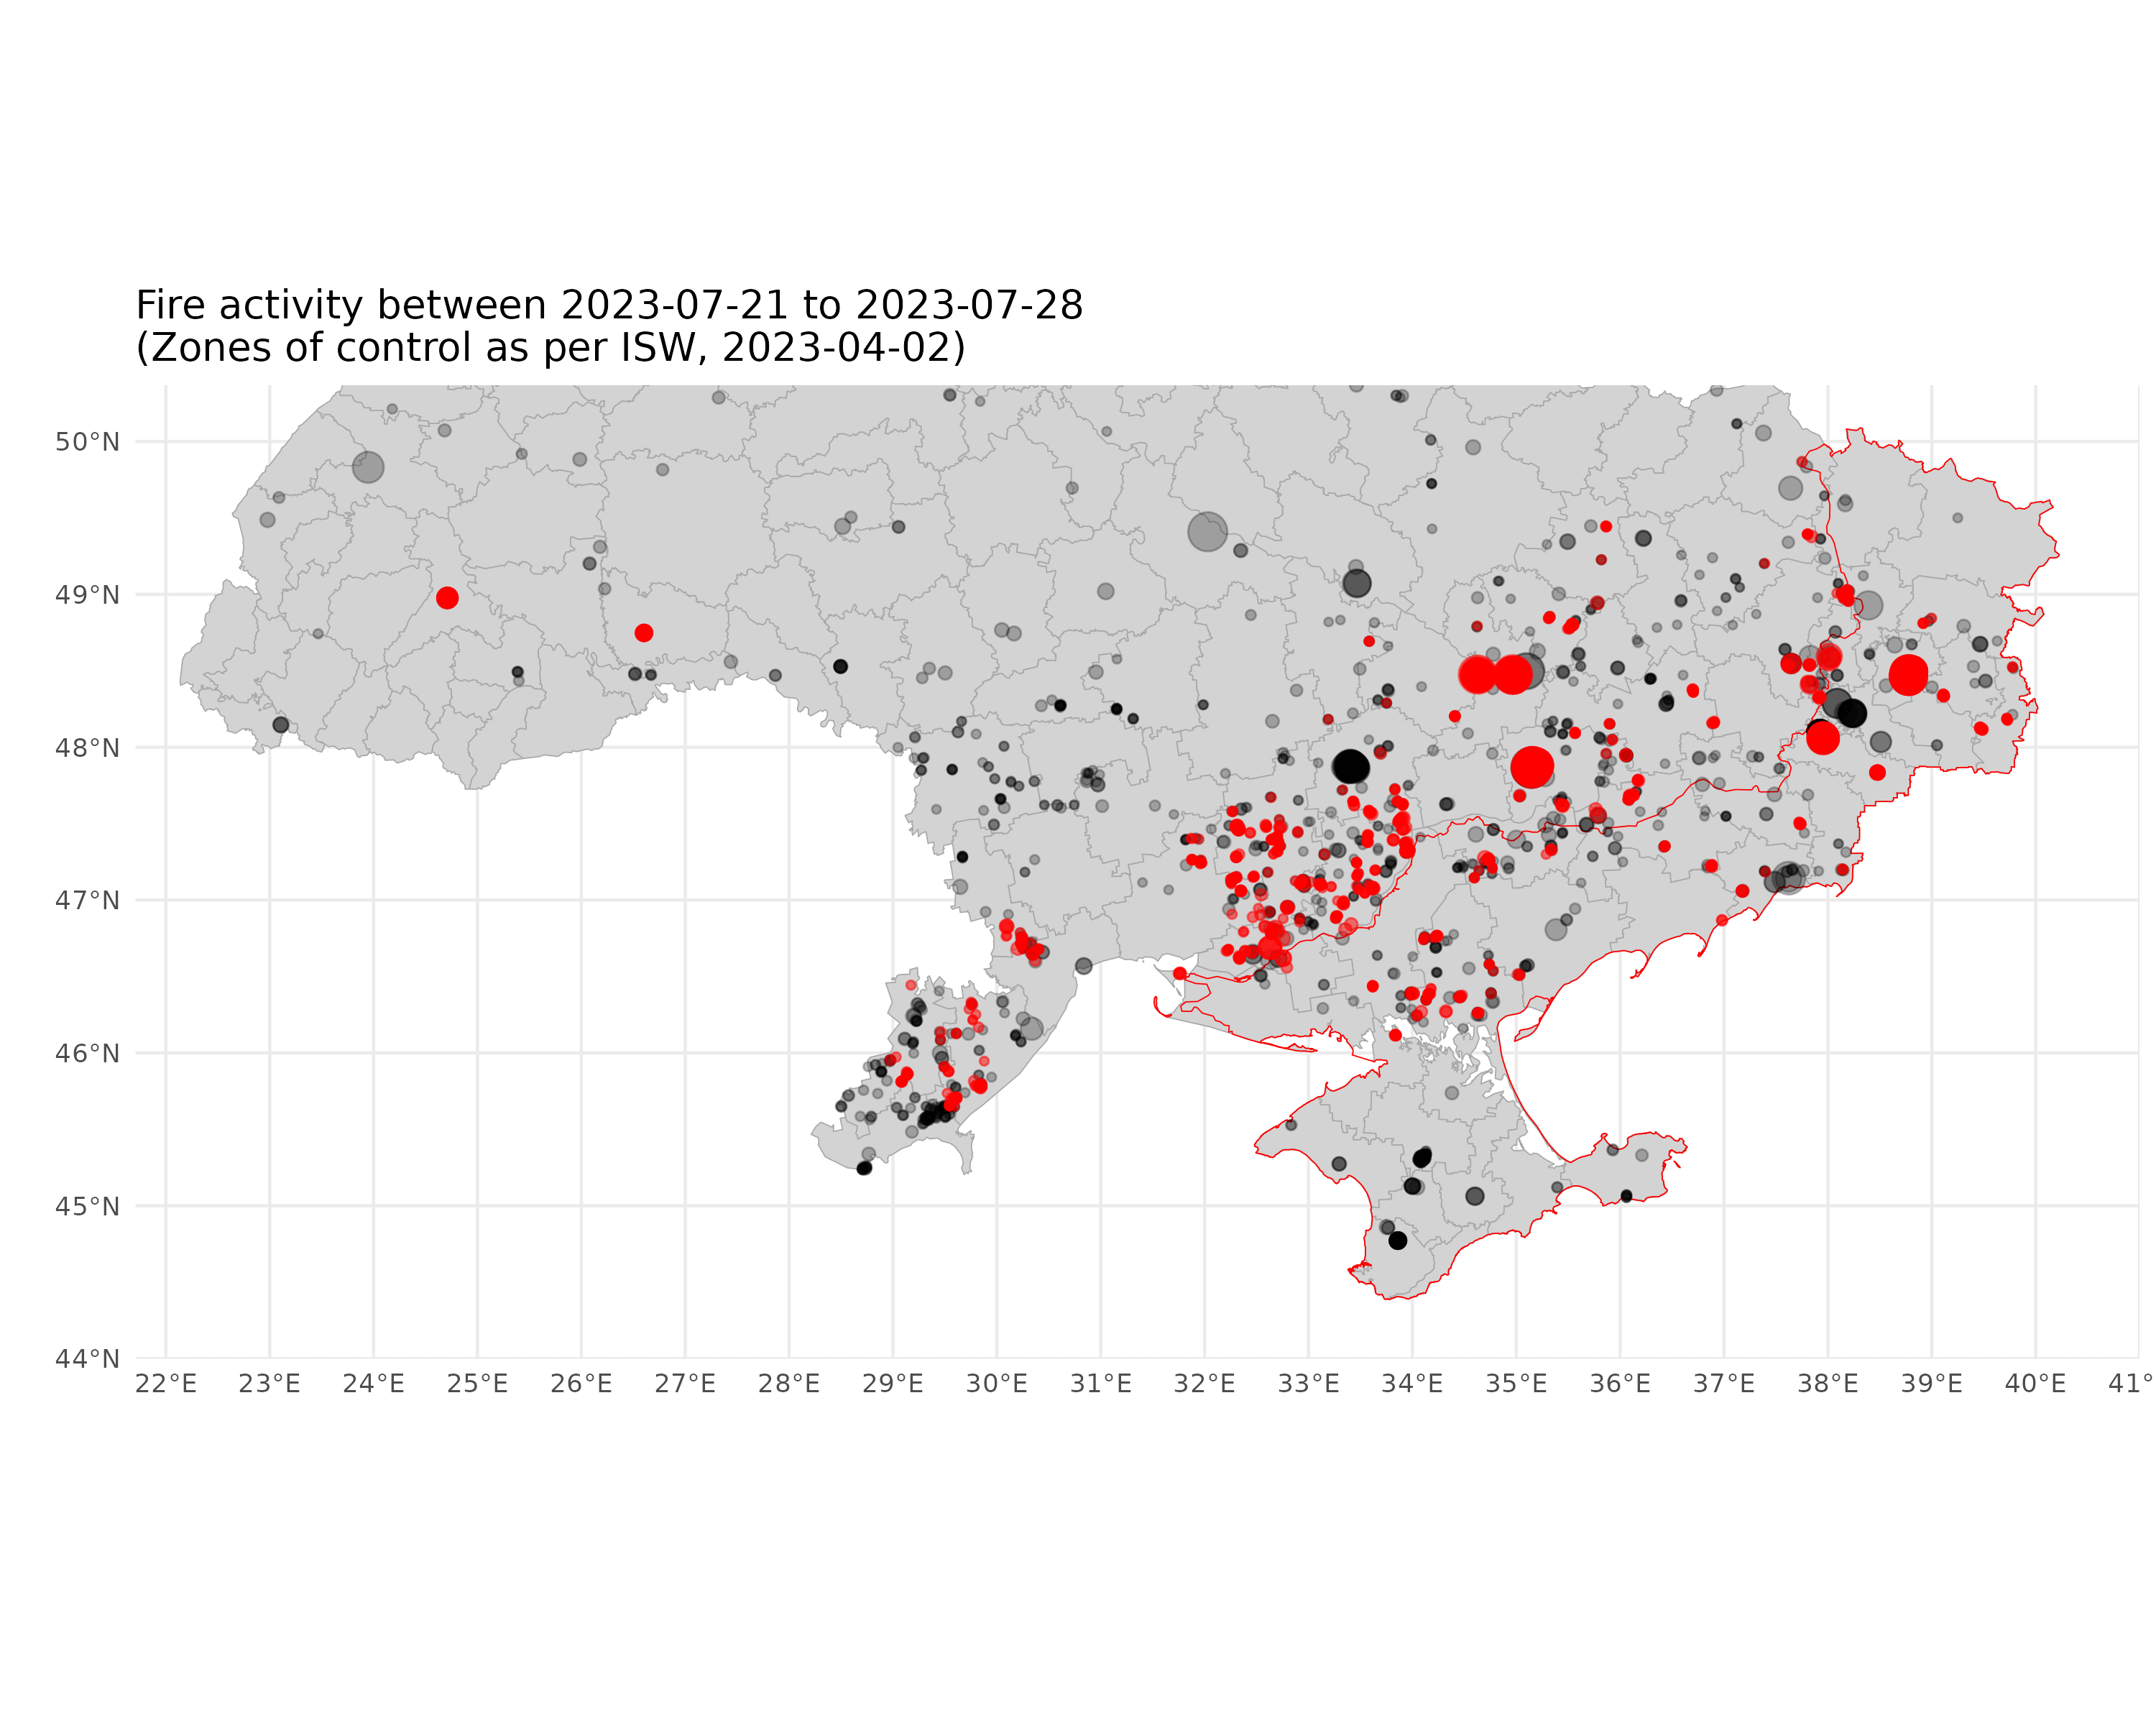 Fire activity between 2023-07-21 to 2023-07-28
(Zones of control as per ISW, 2023-04-02)
50°N
49°N
48°N
47°N
46°N
45°N
44°N
22°E 23°E 24°E 25°E 26°E 27°E 28°E 29°E 30°E 31°E 32°E 33°E 34°E 35°E 36°E 37°E 38°E 39°E 40°E 41°